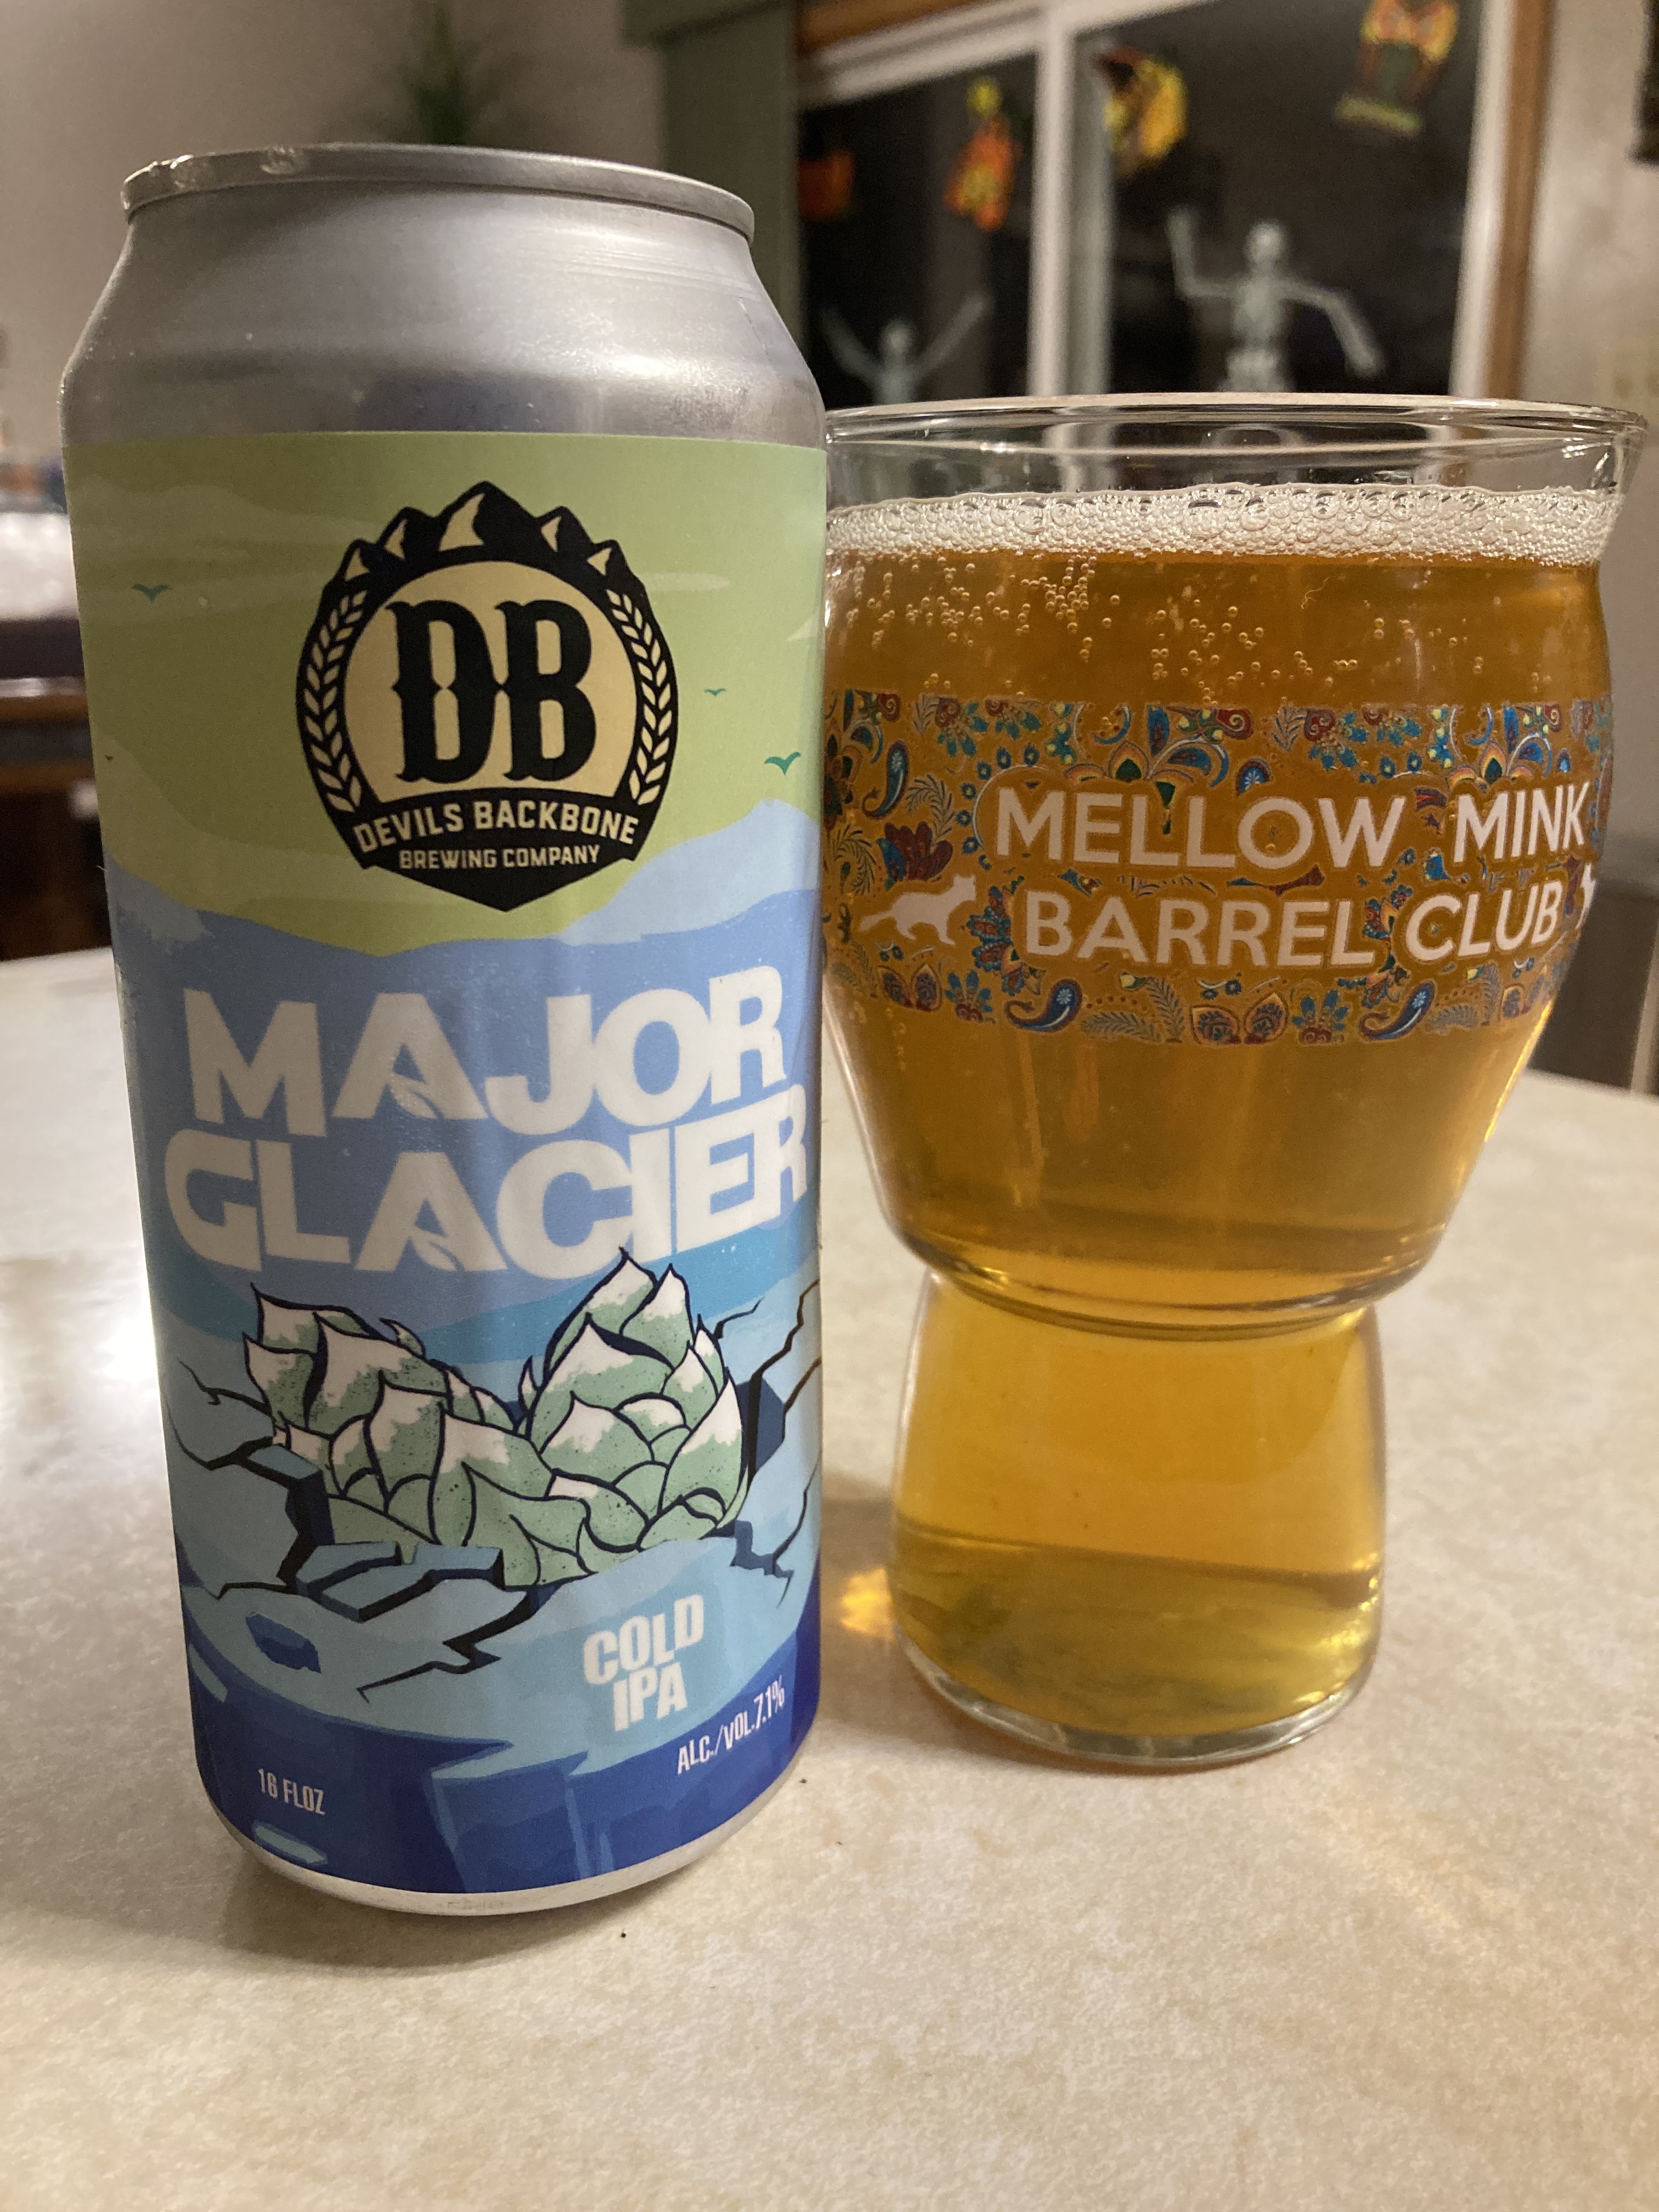 DB
DEVILS BACKBONE
BREWING COMPANY
MAJOR
GLACIER
COLD
IPA
ALC./VOL.7.1%
16 FLOZ
MELLOW MINK
BARREL CLUB